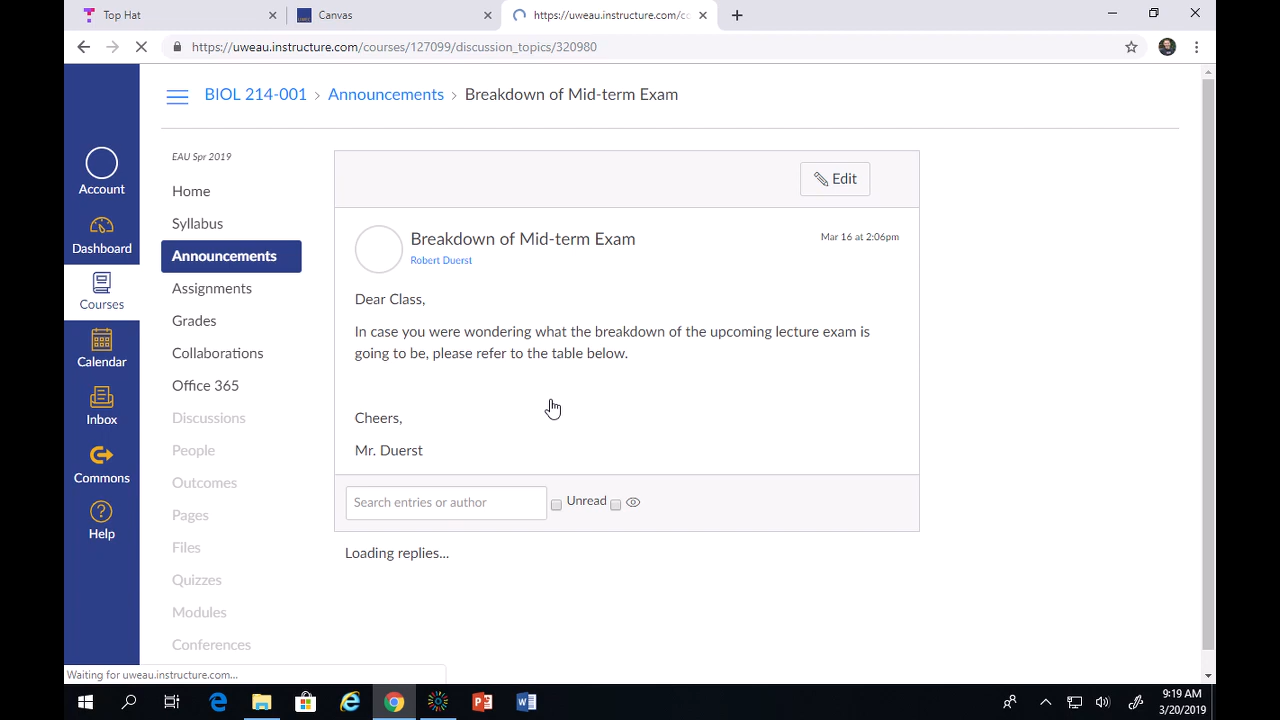 Top Hat
Canvas
https://uweau.instructure.com/cc
https://uweau.instructure.com/courses/127099/discussion_topics/320980
BIOL 214-001 > Announcements > Breakdown of Mid-term Exam
Account
Dashboard
Courses
Calendar
Inbox
Commons
Help
EAU Spr 2019
Home
Syllabus
Announcements
Assignments
Grades
Collaborations
Office 365
Discussions
People
Outcomes
Pages
Files
Quizzes
Modules
Conferences
Edit
Breakdown of Mid-term Exam
Mar 16 at 2:06pm
Robert Duerst
Dear Class,
In case you were wondering what the breakdown of the upcoming lecture exam is
going to be, please refer to the table below.
Cheers,
Mr. Duerst
Search entries or author
Unread
Loading replies...
Waiting for uweau.instructure.com...
9:19 AM
3/20/2019